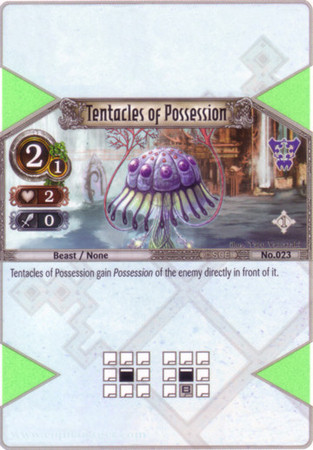 Tentacles of Possession
2
1
2
0
Beast / None
No.023
Tentacles of Possession gain Possession of the enemy directly in front of it.
B